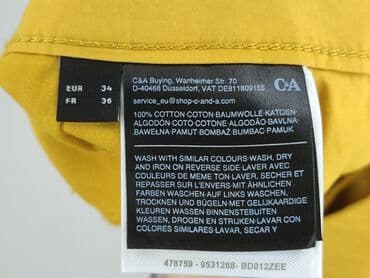 C&A Buying, Wanheimer Str. 70
D-40468 Düsseldorf, VAT DE811609155
service_eu@shop-c-and-a.com
C&A
EUR 34
FR 36
100% COTTON-COTON-BAUMWOLLE-KATOEN-
ALGODÓN-COTO COTONE-ALGODÃO-BAVLNA-
BAWEŁNA PAMUT-BOMBAŽ BUMBAC PAMUK
WASH WITH SIMILAR COLOURS-WASH, DRY
AND IRON ON REVERSE SIDE-LAVER AVEC
COULEURS DE MEME TON LAVER, SECHER ET
REPASSER SUR L'ENVERS MIT ÄHNLICHEN
FARBEN WASCHEN-AUF LINKS WASCHEN,
TROCKNEN UND BÜGELN-MET GELIJKAARDIGE
KLEUREN WASSEN-BINNENSTEBUITEN
WASSEN, DROGEN EN STRIJKEN-LAVAR CON
COLORES SIMILARES-LAVAR, SECAR Y
478759 - 9531268- BD012ZEE